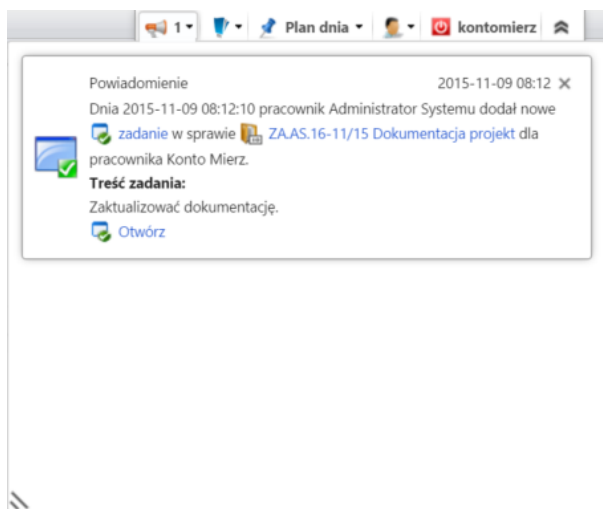 1 Plan dnia kontomierz
Powiadomienie 2015-11-09 08:12
Dnia 2015-11-09 08:12:10 pracownik Administrator Systemu dodał nowe
zadanie w sprawie ZA.AS.16-11/15 Dokumentacja projekt dla
pracownika Konto Mierz.
Treść zadania:
Zaktualizować dokumentację.
Otwórz